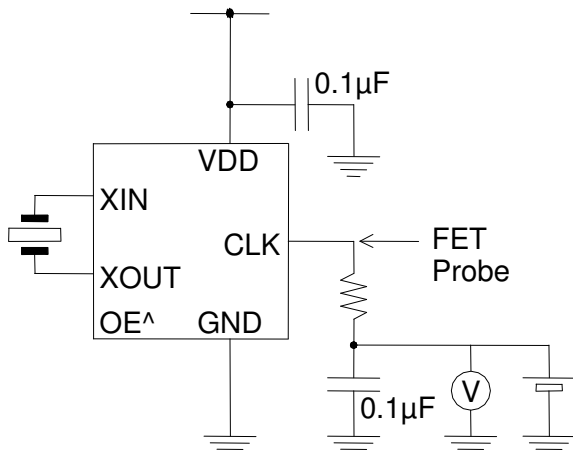 0.1µF
VDD
XIN
CLK
FET
Probe
XOUT
OE^ GND
0.1µF
V